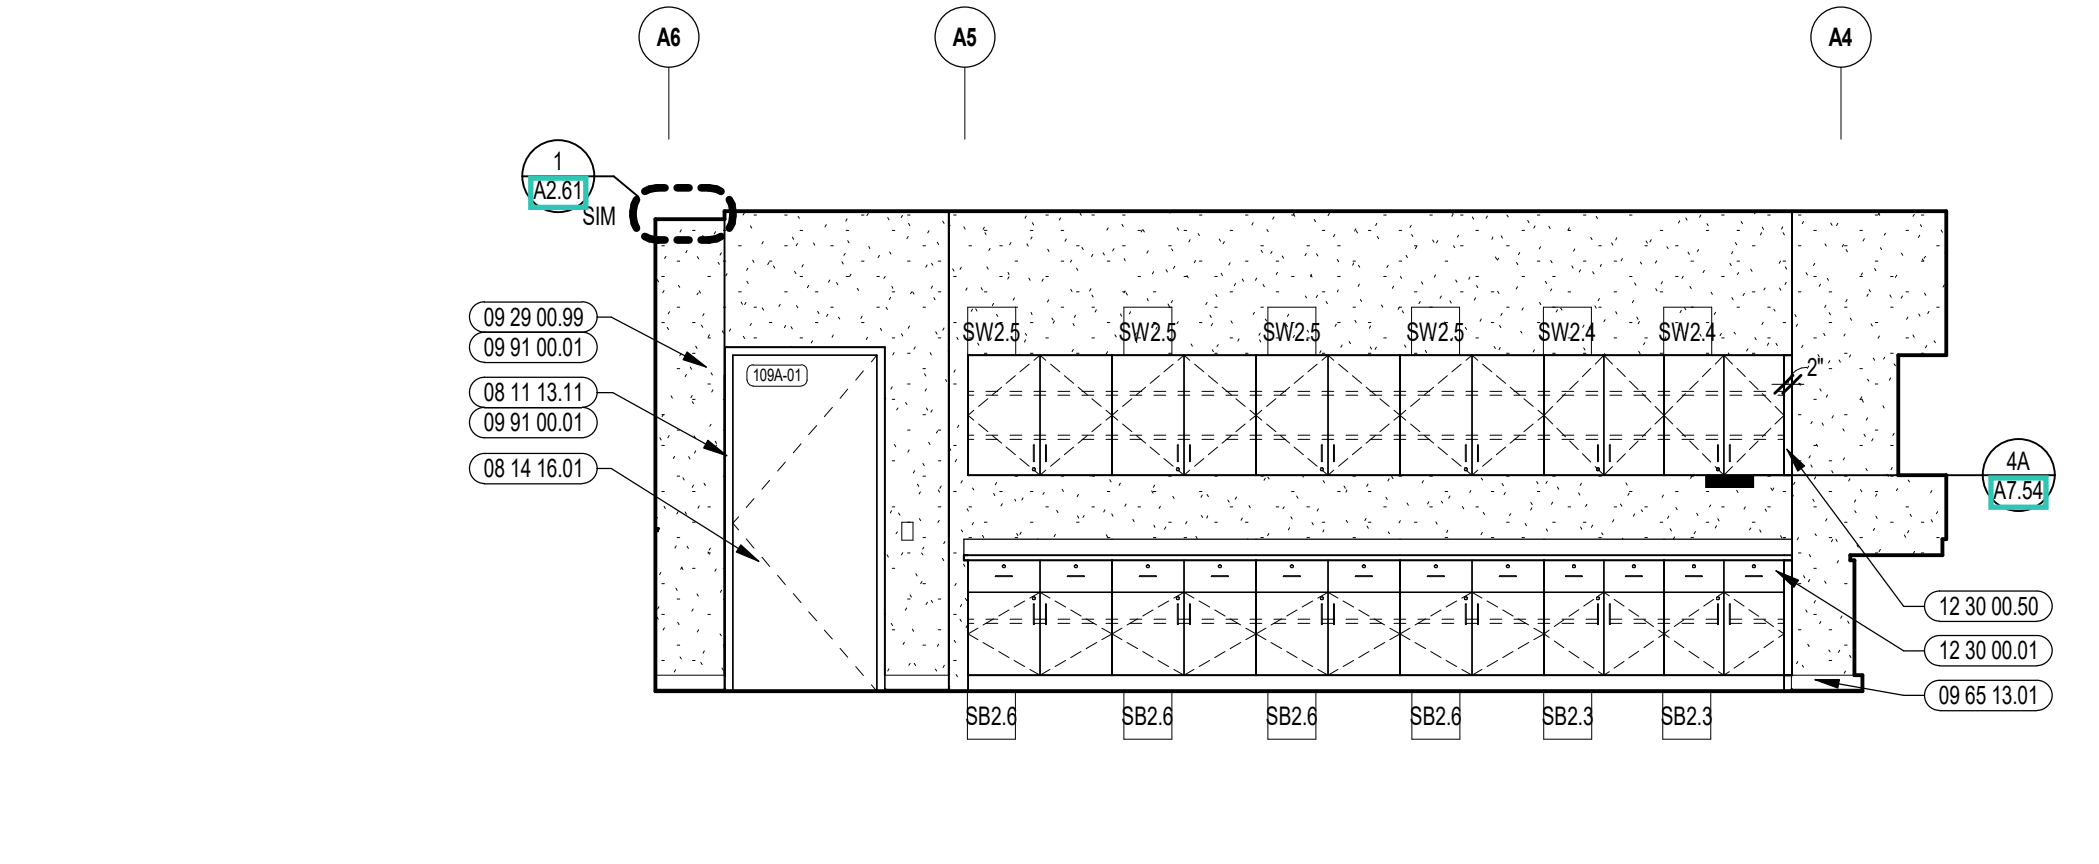 A6
A5
A4
1
A2.61
SIM
09 29 00.99
09 91 00.01
08 11 13.11
09 91 00.01
08 14 16.01
109A-01
SW2.5
SW2.5
SW2.5
SW2.5
SW2.4
SW2.4
2"
4A
A7.54
12 30 00.50
12 30 00.01
09 65 13.01
SB2.6
SB2.6
SB2.6
SB2.6
SB2.3
SB2.3